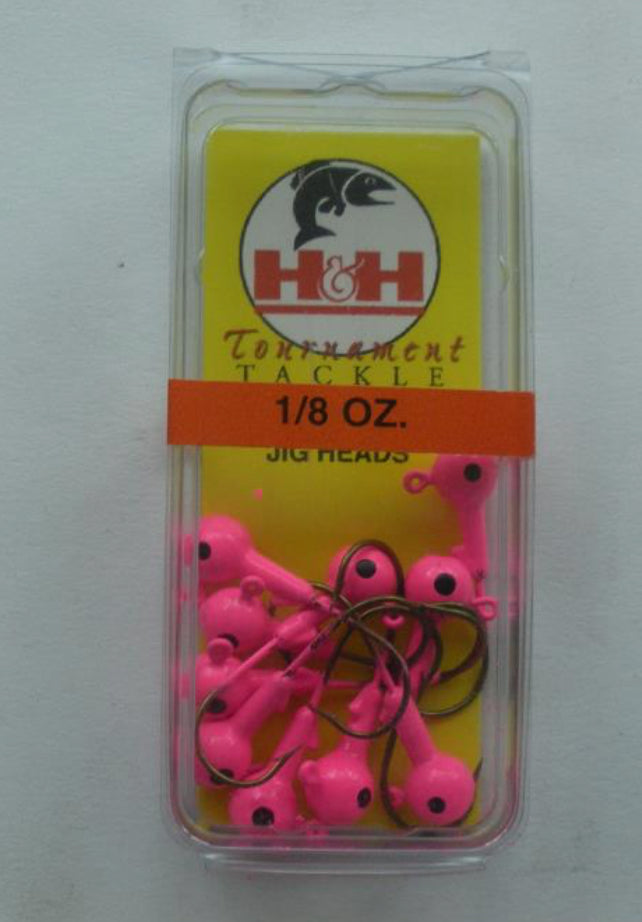 H&H
Tournament
TACKLE
1/8 OZ.
JIG HEADS